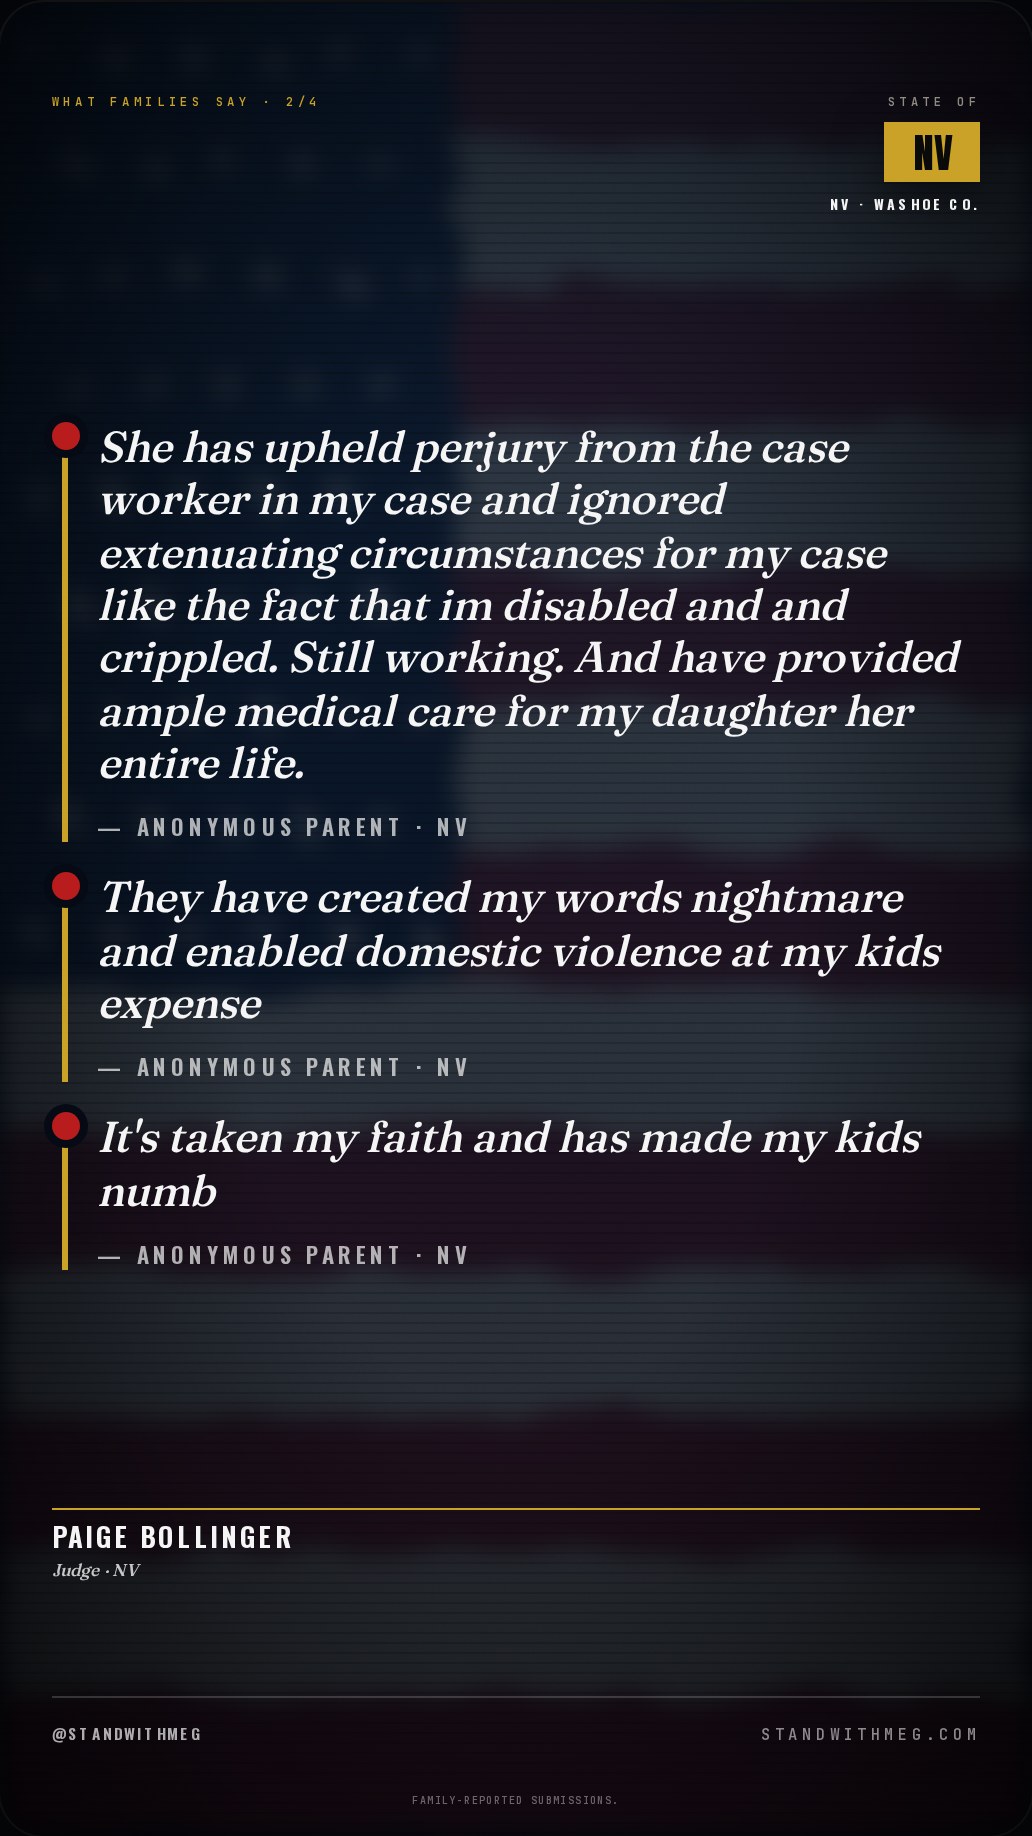 WHAT FAMILIES SAY · 2/4
STATE OF
NV
NV · WASHOE CO.
She has upheld perjury from the case
worker in my case and ignored
extenuating circumstances for my case
like the fact that im disabled and and
crippled. Still working. And have provided
ample medical care for my daughter her
entire life.
— ANONYMOUS PARENT · NV
They have created my words nightmare
and enabled domestic violence at my kids
expense
— ANONYMOUS PARENT · NV
It's taken my faith and has made my kids
numb
— ANONYMOUS PARENT · NV
PAIGE BOLLINGER
Judge · NV
@STANDWITHMEG
STANDWITHMEG.COM
FAMILY-REPORTED SUBMISSIONS.